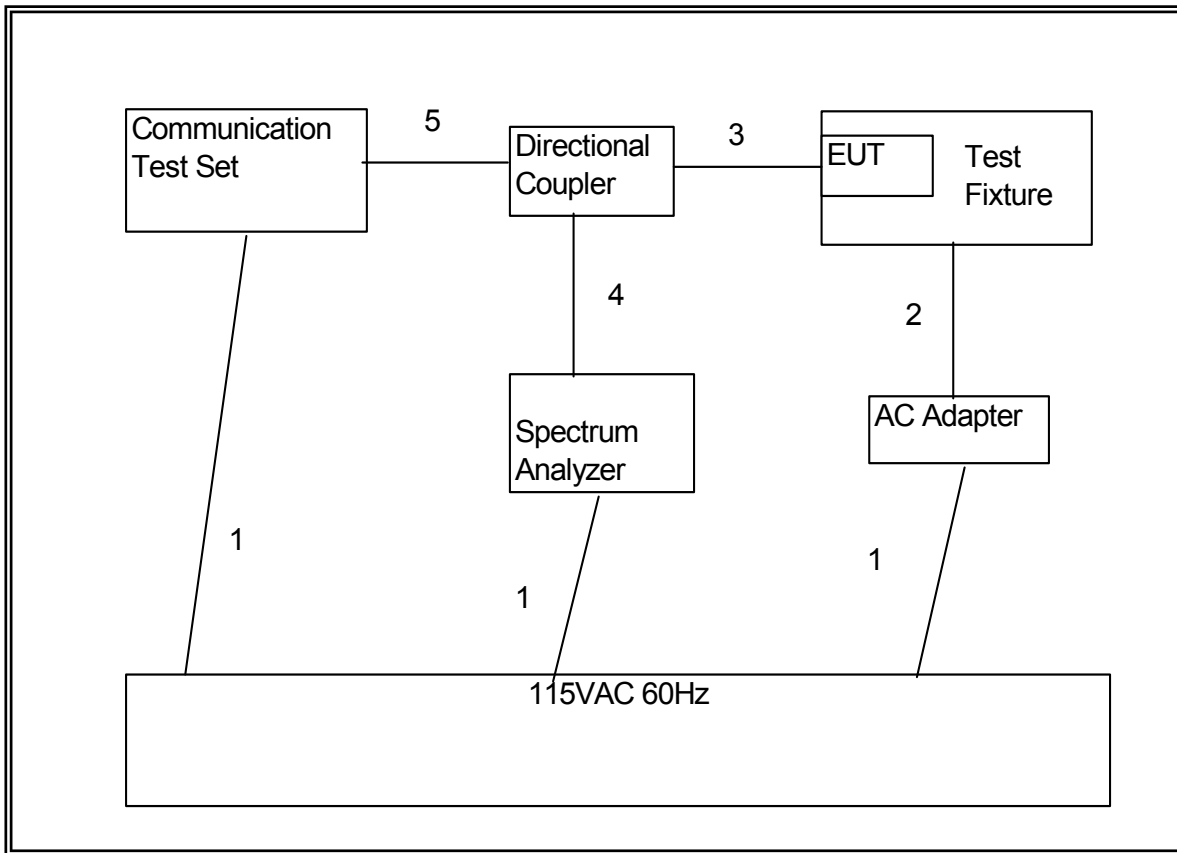 Communication
Test Set
5
Directional
Coupler
3
EUT
Test
Fixture
4
2
Spectrum
Analyzer
AC Adapter
1
1
1
115VAC 60Hz